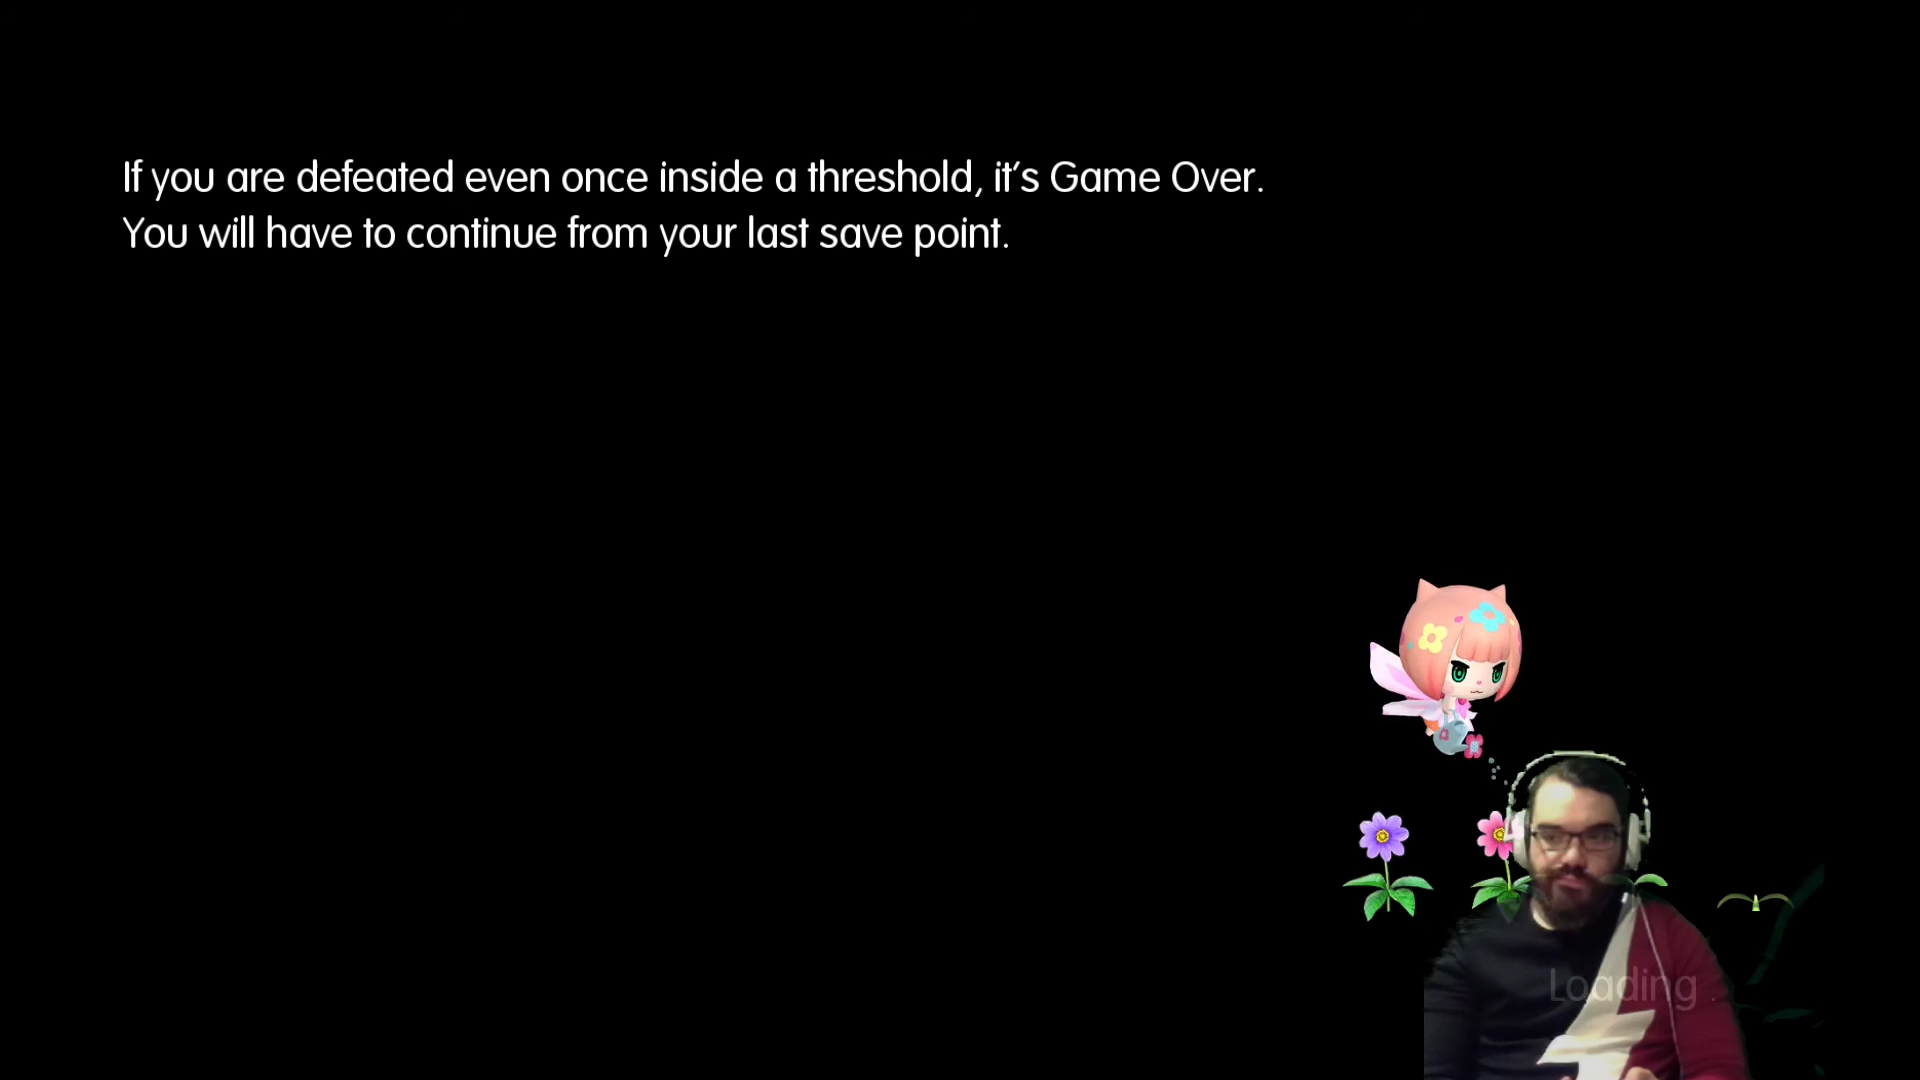 If you are defeated even once inside a threshold, it's Game Over.
You will have to continue from your last save point.
Loading .